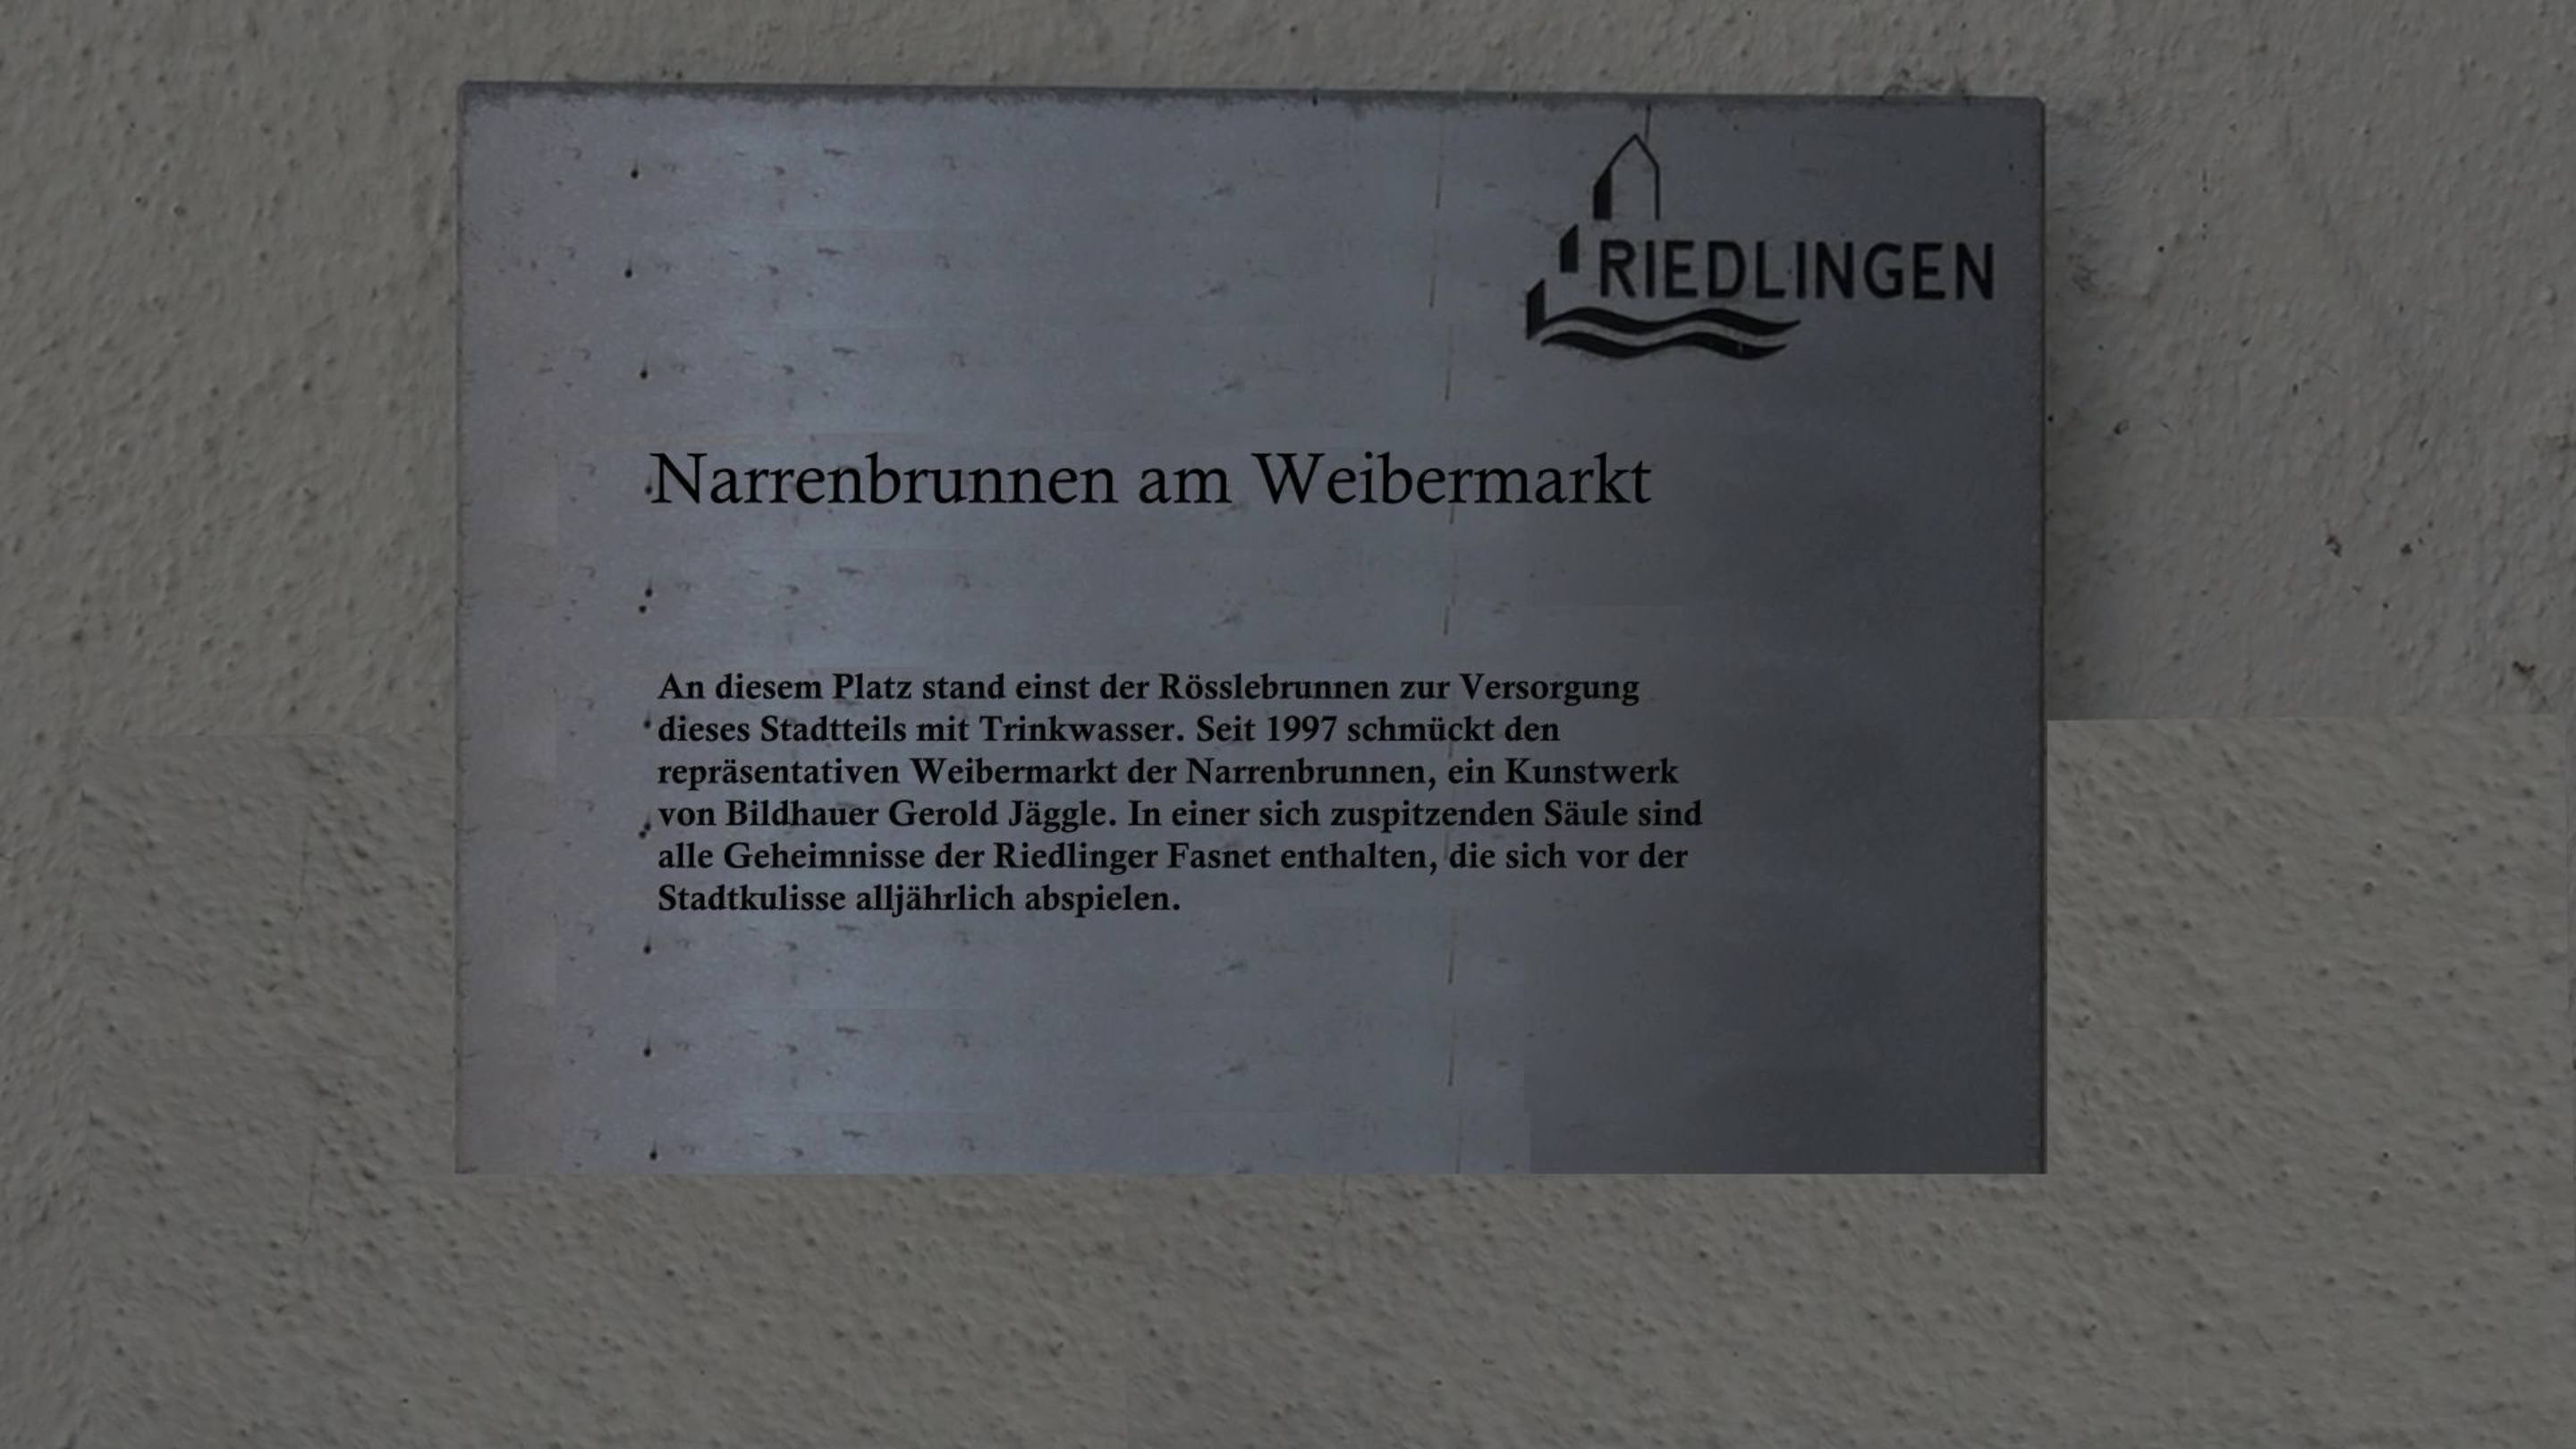 RIEDLINGEN
Narrenbrunnen am Weibermarkt
An diesem Platz stand einst der Rösslebrunnen zur Versorgung
dieses Stadtteils mit Trinkwasser. Seit 1997 schmückt den
repräsentativen Weibermarkt der Narrenbrunnen, ein Kunstwerk
von Bildhauer Gerold Jäggle. In einer sich zuspitzenden Säule sind
alle Geheimnisse der Riedlinger Fasnet enthalten, die sich vor der
Stadtkulisse alljährlich abspielen.